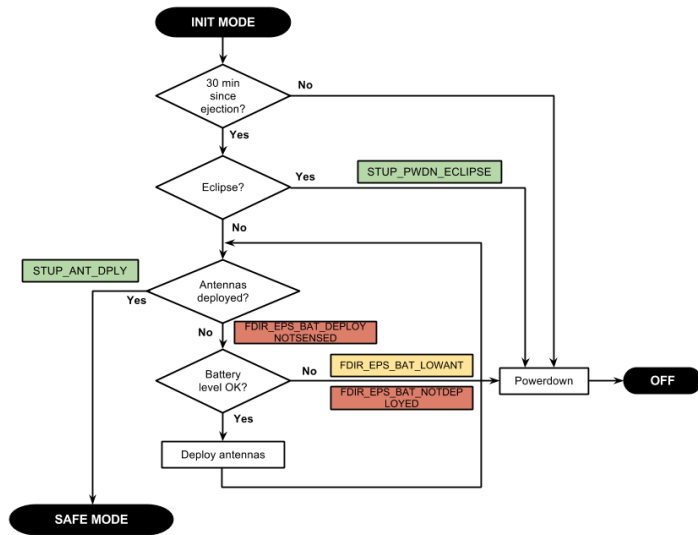 INIT MODE
30 min
since
ejection?
No
Yes
Eclipse?
Yes
STUP_PWDN_ECLIPSE
No
STUP_ANT_DPLY
Yes
Antennas
deployed?
No
FDIR_EPS_BAT_DEPLOY
NOTSENSED
Battery
level OK?
No
FDIR_EPS_BAT_LOWANT
FDIR_EPS_BAT_NOTDEP
LOYED
Powerdown
OFF
Yes
Deploy antennas
SAFE MODE